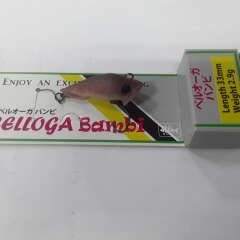 ENJOY AN EXC
ベルオーガ バンビ
BELLOGA Bambi
ベルオーガ
バンビ
Length 33mm
Weight 2.9g